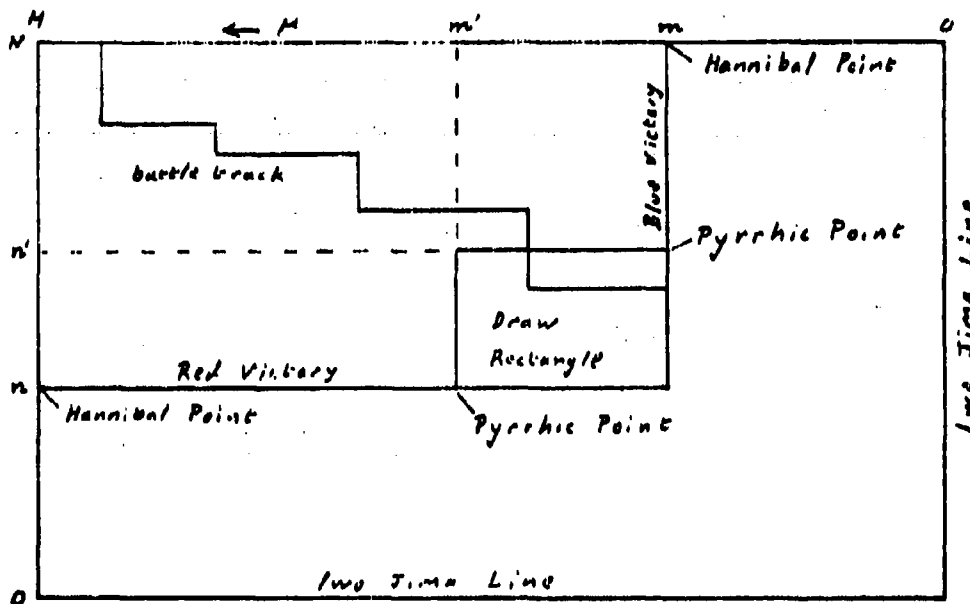 M
← M
m'
m
0
N
Hannibal Point
Blue Victory
battle track
n'
Pyrrhic Point
Iwo Jima Line
Draw
Rectangle
Red Victory
n
Hannibal Point
Pyrrhic Point
Iwo Jima Line
0